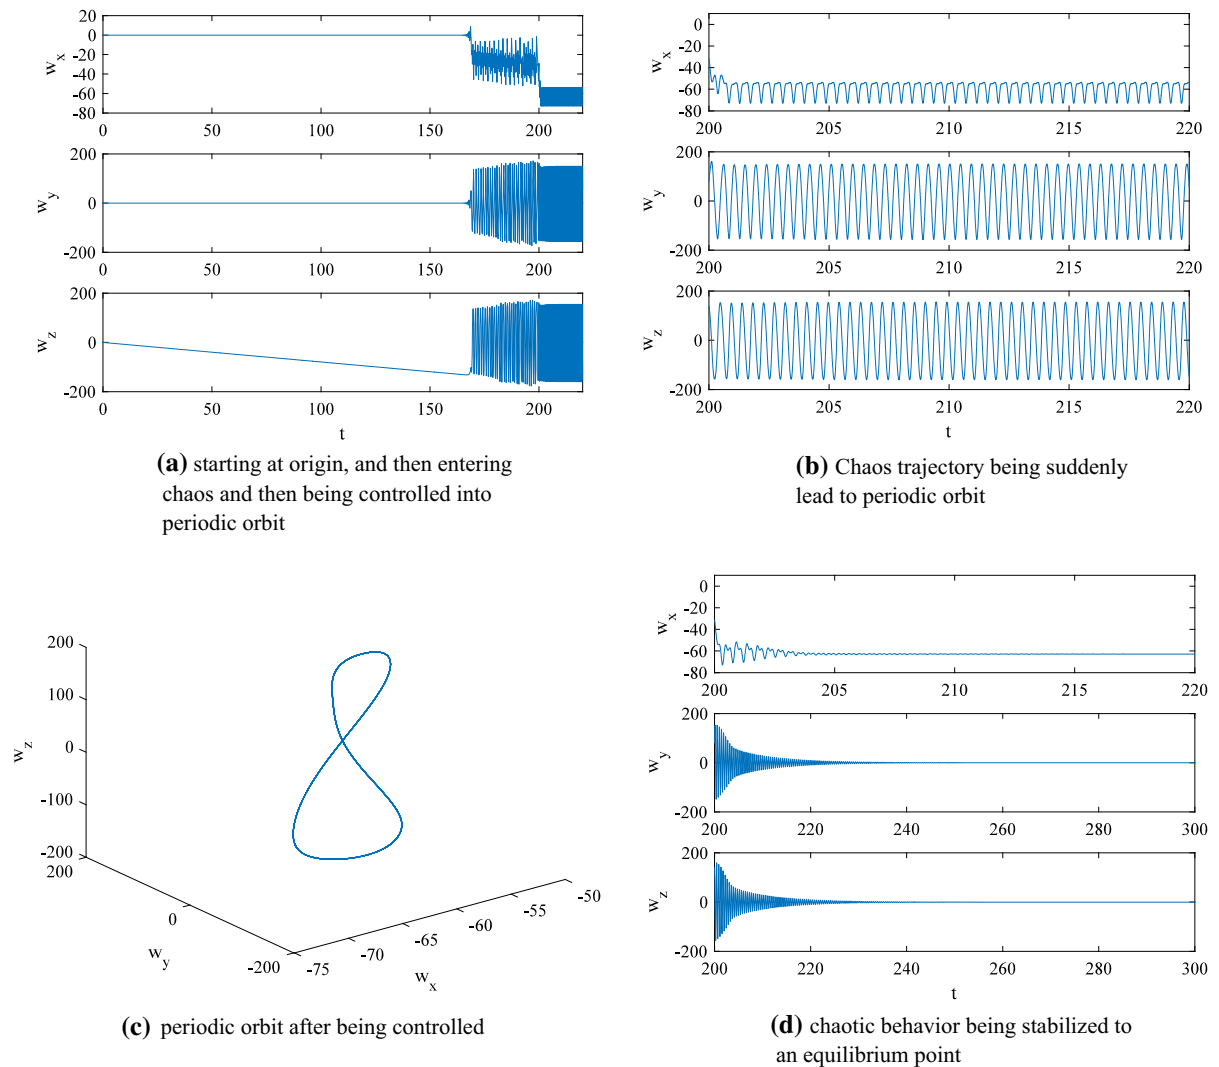 20
0
-20
-40
-60
-80
w_x
0 50 100 150 200
200
0
-200
w_y
0 50 100 150 200
200
0
-200
w_z
0 50 100 150 200
t
(a) starting at origin, and then entering
chaos and then being controlled into
periodic orbit
0
-20
-40
-60
-80
w_x
200 205 210 215 220
200
0
-200
w_y
200 205 210 215 220
200
0
-200
w_z
200 205 210 215 220
t
(b) Chaos trajectory being suddenly
lead to periodic orbit
200
100
0
-100
-200
w_z
200
0
-200
w_y
-75 -70 -65 -60 -55 -50
w_x
(c) periodic orbit after being controlled
0
-20
-40
-60
-80
w_x
200 205 210 215 220
200
0
-200
w_y
200 220 240 260 280 300
200
0
-200
w_z
200 220 240 260 280 300
t
(d) chaotic behavior being stabilized to
an equilibrium point